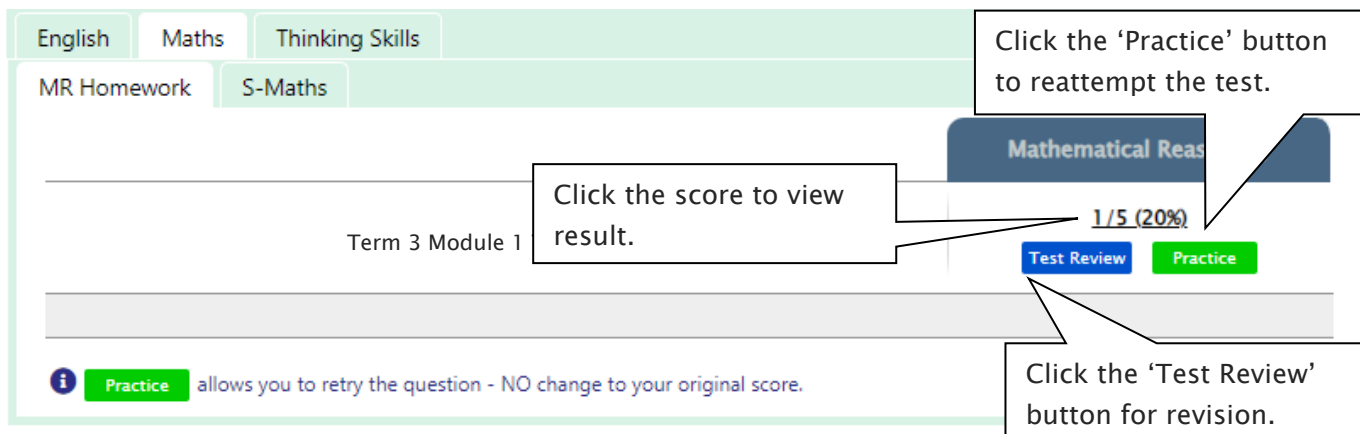 English Maths Thinking Skills
Click the ‘Practice’ button
to reattempt the test.
MR Homework S-Maths
Mathematical Reas
Click the score to view
result.
1/5 (20%)
Term 3 Module 1
Test Review Practice
Practice allows you to retry the question - NO change to your original score.
Click the ‘Test Review’
button for revision.